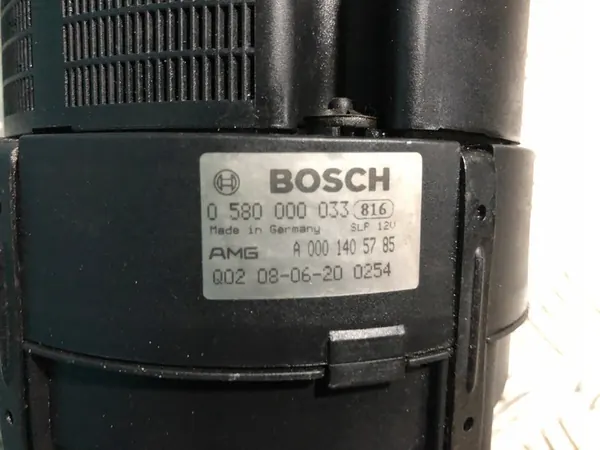 BOSCH
0 580 000 033 816
Made in Germany SLP 12V
AMG A 000 140 57 85
Q02 08-06-20 0254